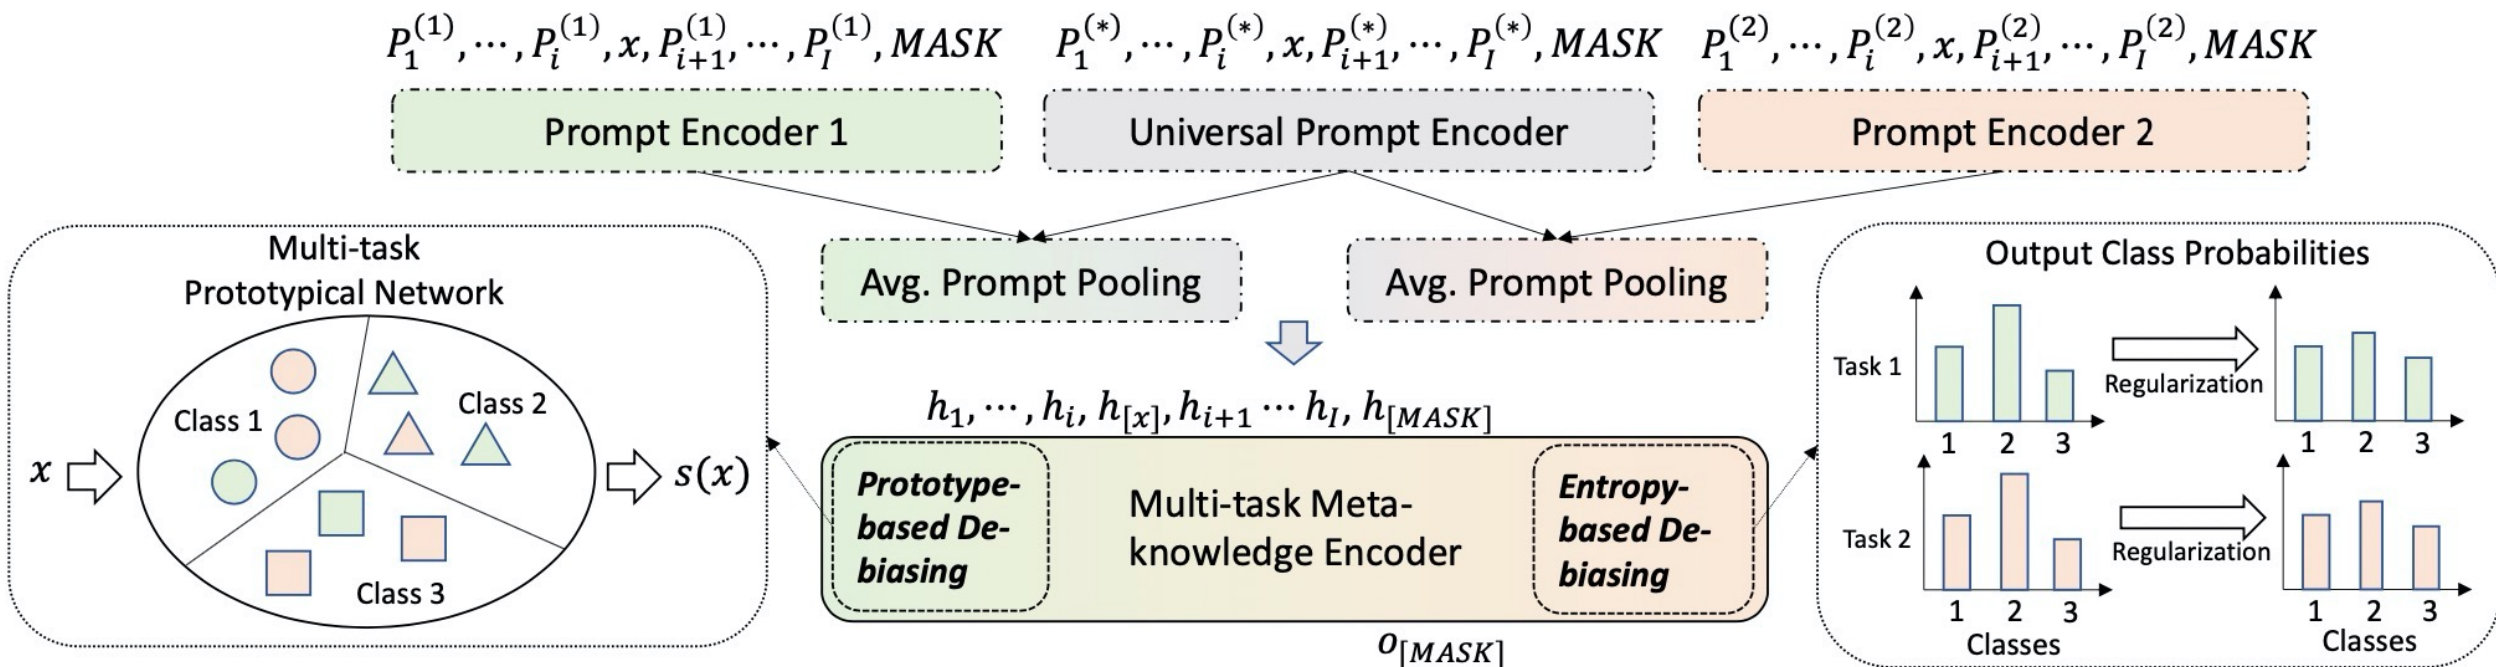 P_1^{(1)}, ⋯, P_i^{(1)}, x, P_{i+1}^{(1)}, ⋯, P_I^{(1)}, MASK
P_1^{(*)}, ⋯, P_i^{(*)}, x, P_{i+1}^{(*)}, ⋯, P_I^{(*)}, MASK
P_1^{(2)}, ⋯, P_i^{(2)}, x, P_{i+1}^{(2)}, ⋯, P_I^{(2)}, MASK
Prompt Encoder 1
Universal Prompt Encoder
Prompt Encoder 2
Avg. Prompt Pooling
Avg. Prompt Pooling
Multi-task
Prototypical Network
Class 1
Class 2
Class 3
x
s(x)
h_1, ⋯, h_i, h_{[x]}, h_{i+1} ⋯ h_I, h_{[MASK]}
Prototype-
based De-
biasing
Multi-task Meta-
knowledge Encoder
Entropy-
based De-
biasing
o_{[MASK]}
Output Class Probabilities
Task 1
1 2 3
Regularization
1 2 3
Task 2
1 2 3
Classes
Regularization
1 2 3
Classes